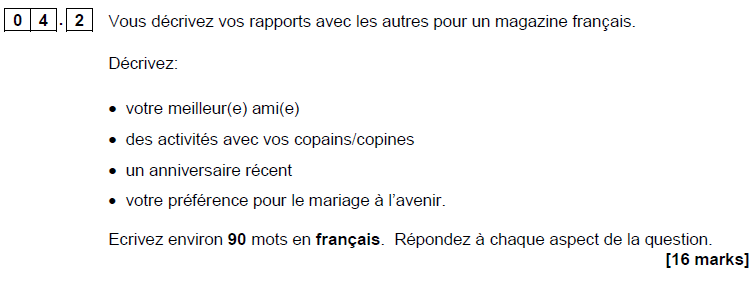 04.2 Vous décrivez vos rapports avec les autres pour un magazine français.
Décrivez:
• votre meilleur(e) ami(e)
• des activités avec vos copains/copines
• un anniversaire récent
• votre préférence pour le mariage à l'avenir.
Ecrivez environ 90 mots en français. Répondez à chaque aspect de la question.
[16 marks]